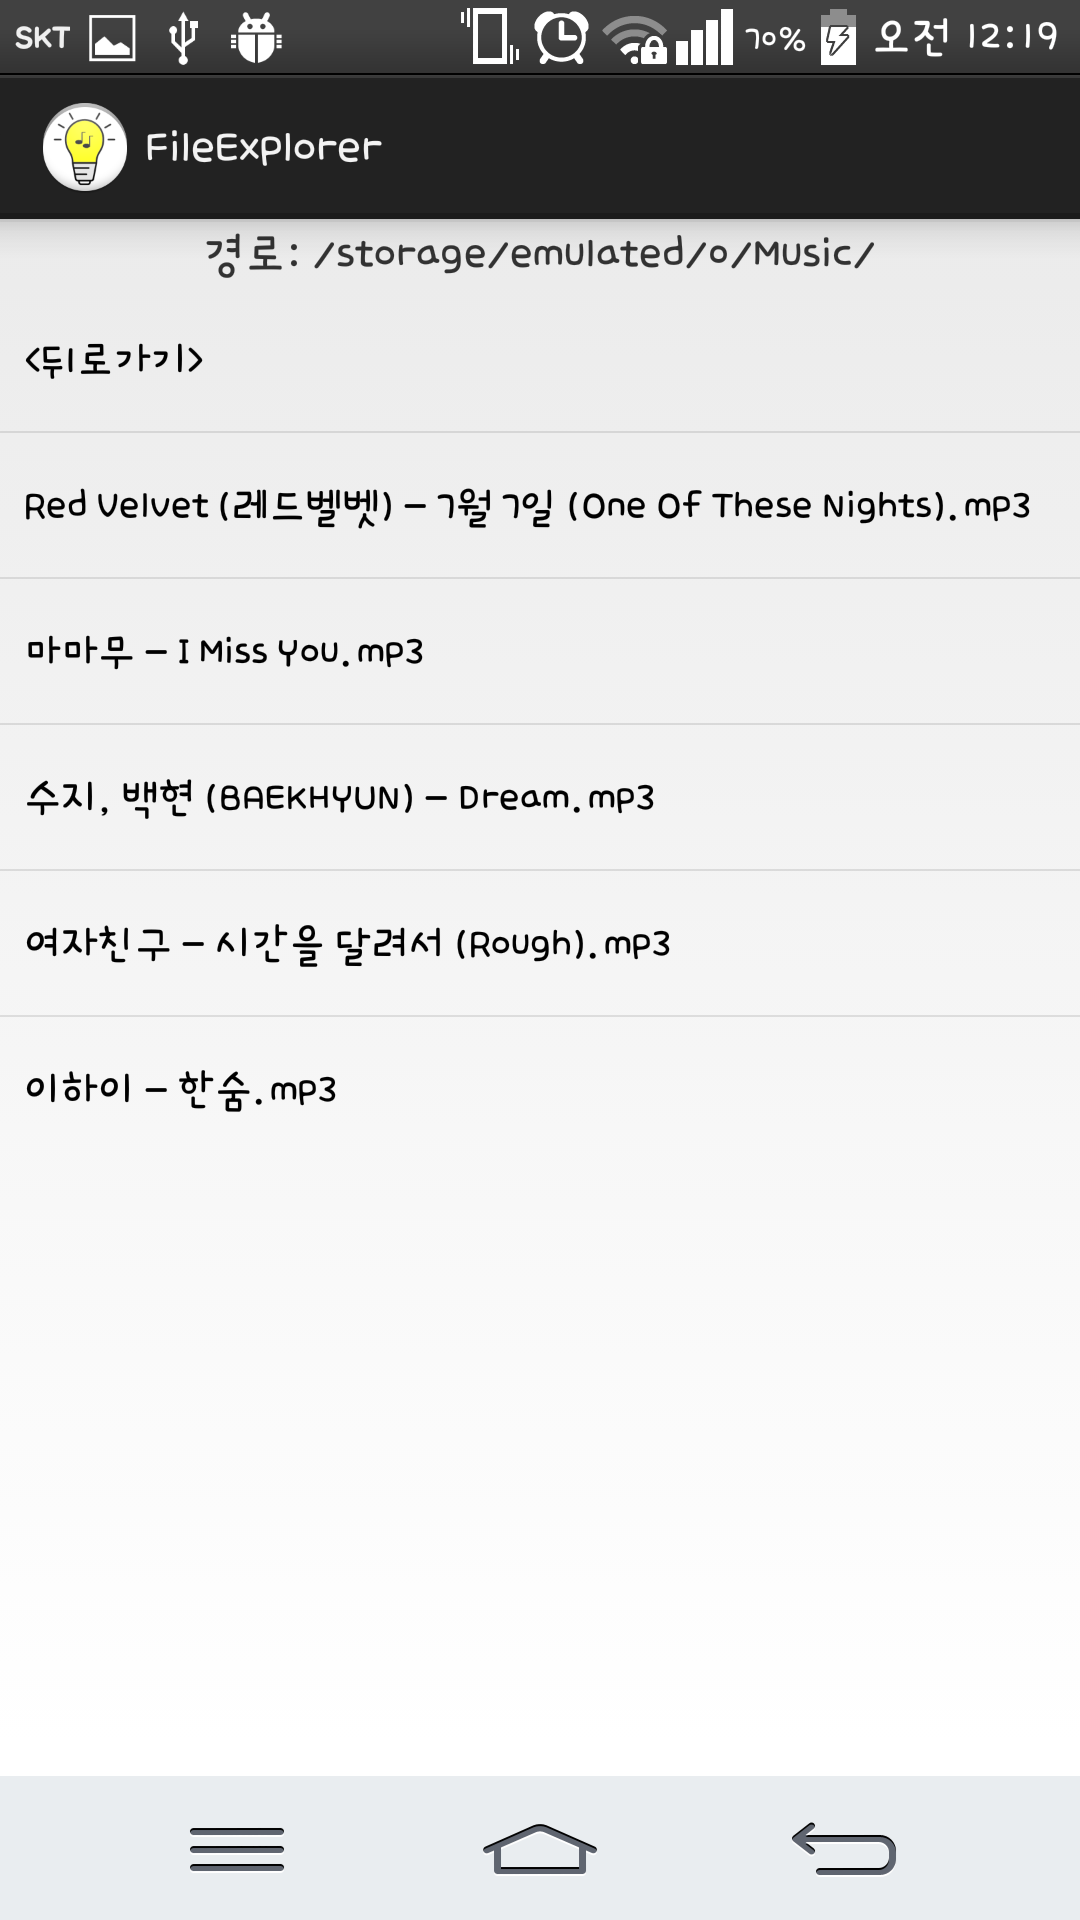 SKT 70% 오전 12:19
FileExplorer
경로: /storage/emulated/0/Music/
<뒤로가기>
Red Velvet (레드벨벳) - 7월 7일 (One Of These Nights).mp3
마마무 - I Miss You.mp3
수지, 백현 (BAEKHYUN) - Dream.mp3
여자친구 - 시간을 달려서 (Rough).mp3
이하이 - 한숨.mp3